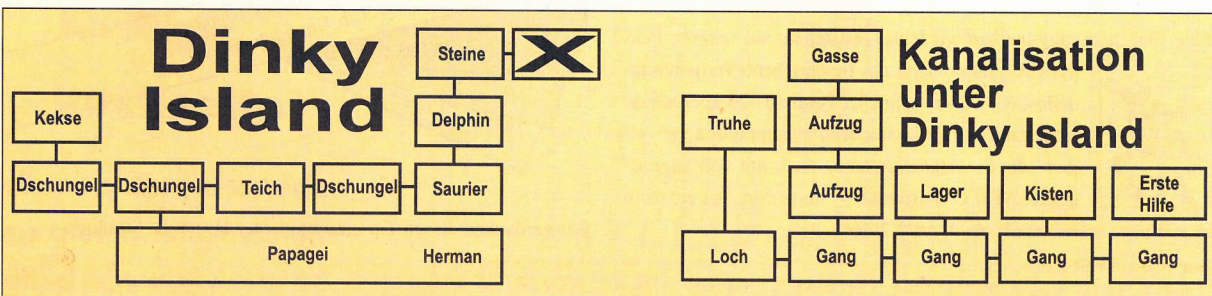 Dinky
Island
Steine
X
Kekse
Delphin
Dschungel
Dschungel
Teich
Dschungel
Saurier
Papagei
Herman
Kanalisation
unter
Dinky Island
Gasse
Truhe
Aufzug
Aufzug
Lager
Kisten
Erste
Hilfe
Loch
Gang
Gang
Gang
Gang